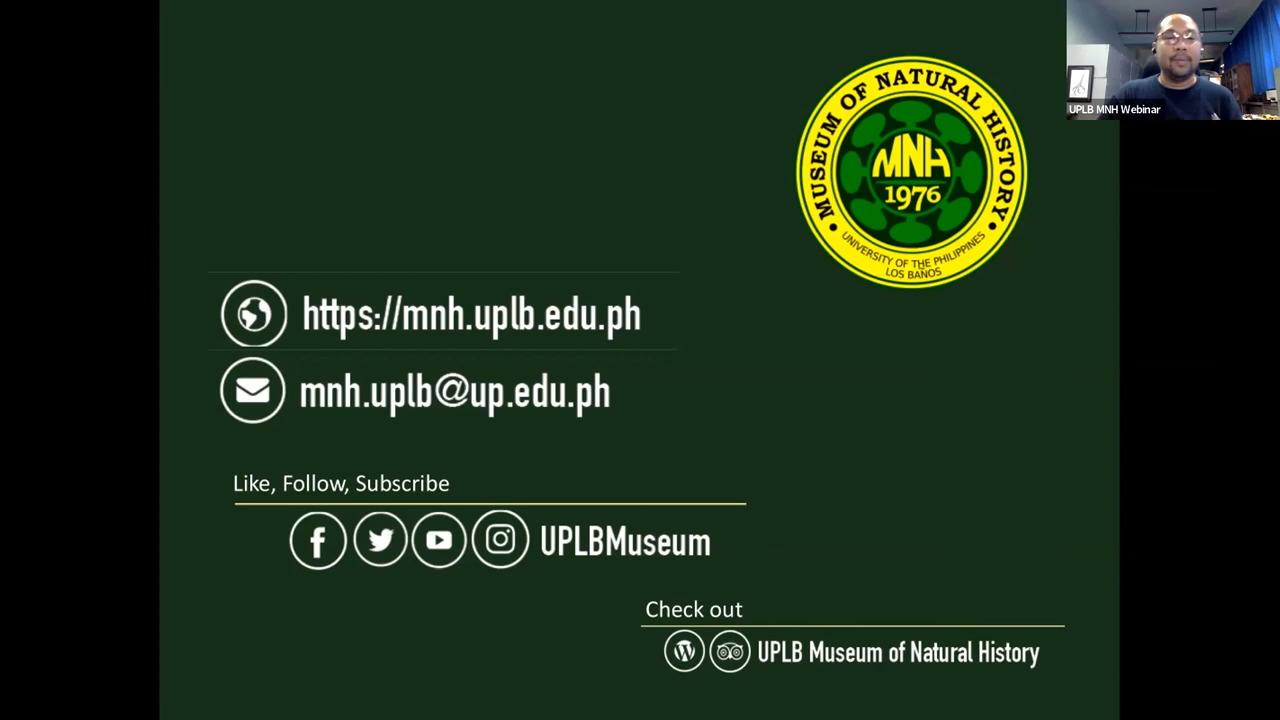 MUSEUM OF NATURAL HISTORY
MNH
1976
UNIVERSITY OF THE PHILIPPINES
LOS BAÑOS
UPLB MNH Webinar
https://mnh.uplb.edu.ph
mnh.uplb@up.edu.ph
Like, Follow, Subscribe
UPLBMuseum
Check out
UPLB Museum of Natural History